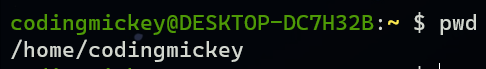 codingmickey@DESKTOP-DC7H32B:~ $ pwd
/home/codingmickey